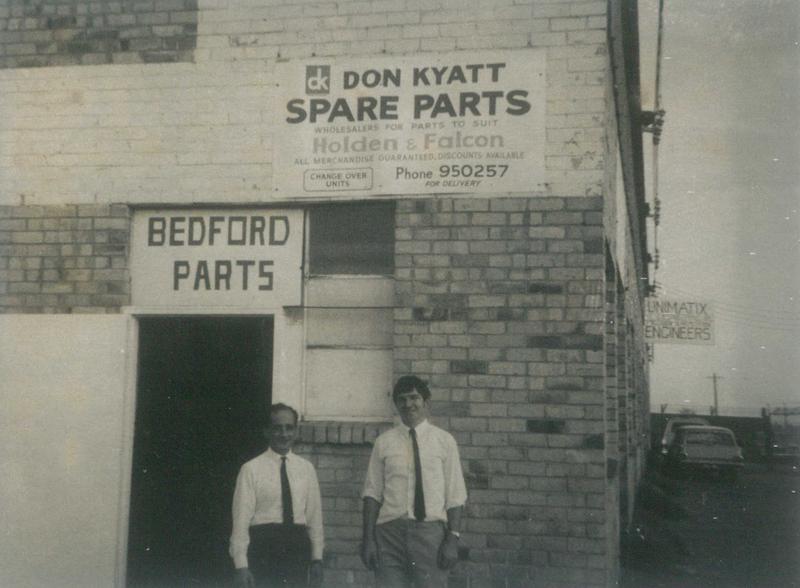 dk DON KYATT
SPARE PARTS
WHOLESALERS FOR PARTS TO SUIT
Holden & Falcon
ALL MERCHANDISE GUARANTEED, DISCOUNTS AVAILABLE
CHANGE OVER
UNITS
Phone 950257
FOR DELIVERY
BEDFORD
PARTS
UNIMATIX
ENGINEERS